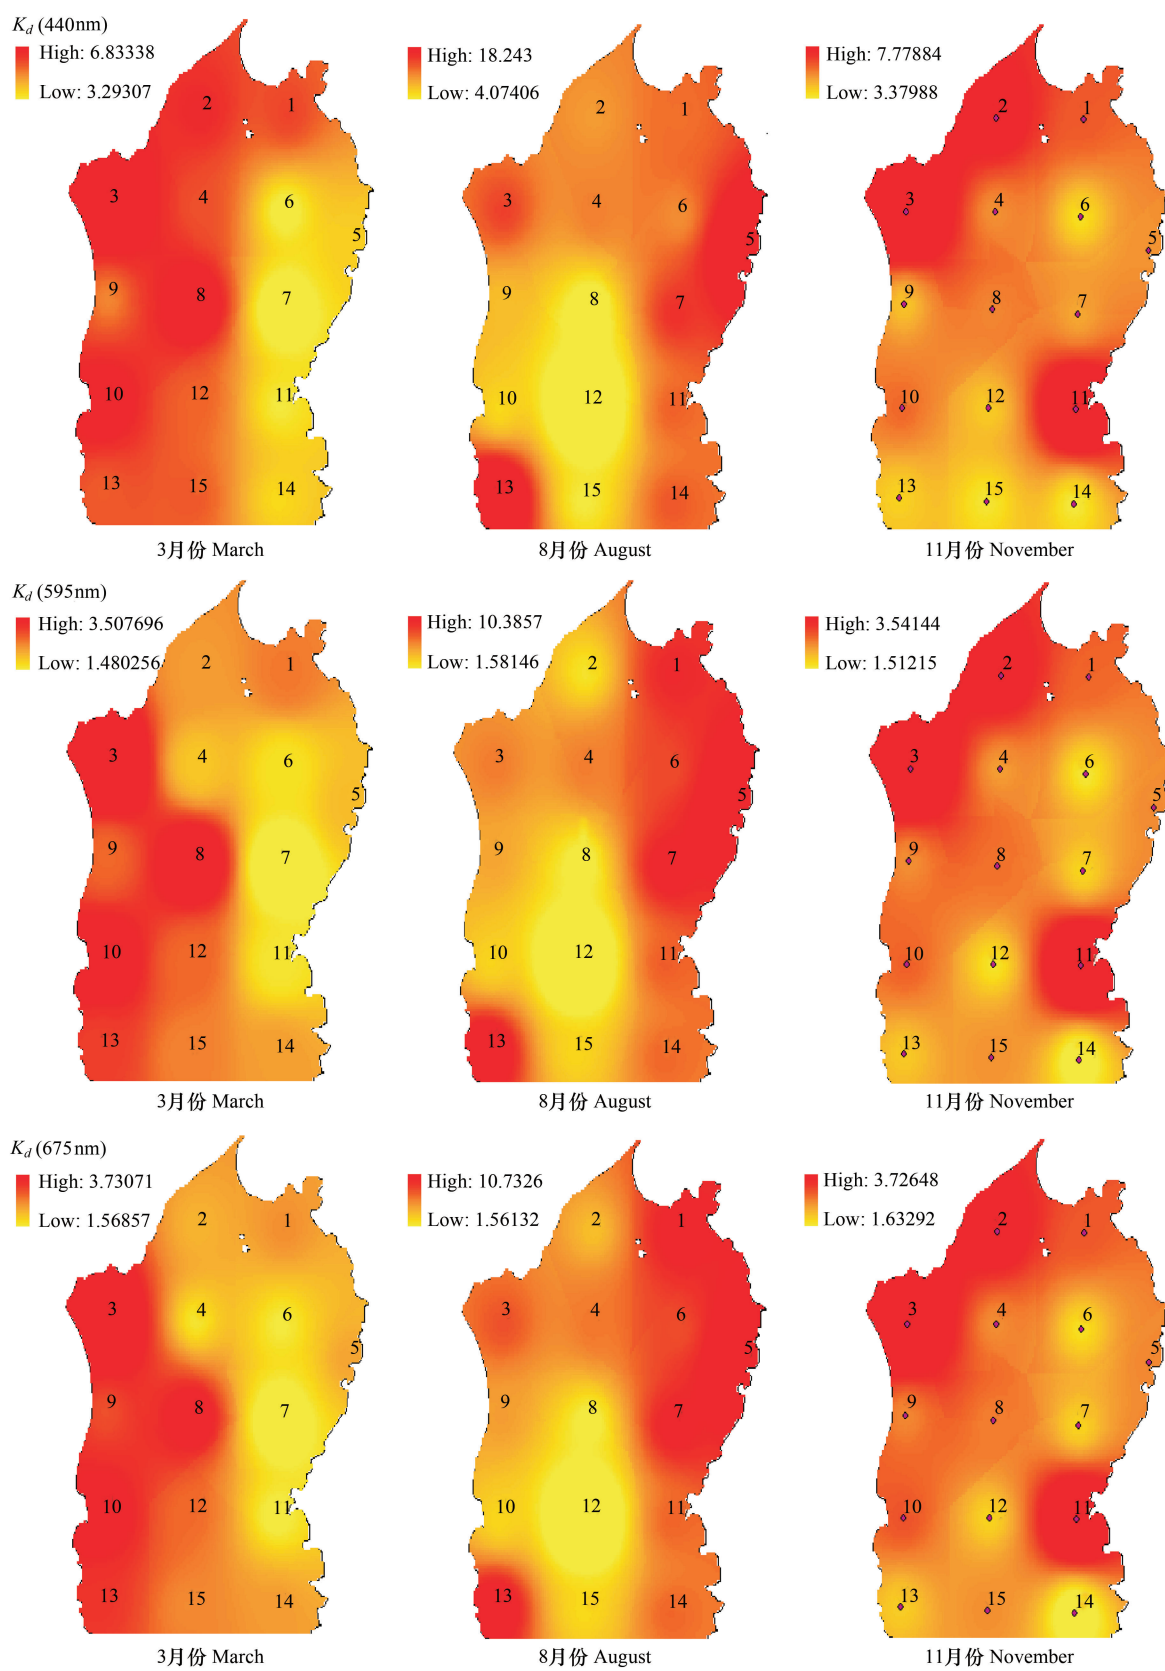 K_d (440nm)
High: 6.83338
Low: 3.29307
High: 18.243
Low: 4.07406
High: 7.77884
Low: 3.37988
2 1
3 4 6
5
9 8 7
10 12 11
13 15 14
2 1
3 4 6
5
9 8 7
10 12 11
13 15 14
2 1
3 4 6
5
9 8 7
10 12 11
13 15 14
3月份 March
8月份 August
11月份 November
K_d (595nm)
High: 3.507696
Low: 1.480256
High: 10.3857
Low: 1.58146
High: 3.54144
Low: 1.51215
2 1
3 4 6
5
9 8 7
10 12 11
13 15 14
2 1
3 4 6
5
9 8 7
10 12 11
13 15 14
2 1
3 4 6
5
9 8 7
10 12 11
13 15 14
3月份 March
8月份 August
11月份 November
K_d (675nm)
High: 3.73071
Low: 1.56857
High: 10.7326
Low: 1.56132
High: 3.72648
Low: 1.63292
2 1
3 4 6
5
9 8 7
10 12 11
13 15 14
2 1
3 4 6
5
9 8 7
10 12 11
13 15 14
2 1
3 4 6
5
9 8 7
10 12 11
13 15 14
3月份 March
8月份 August
11月份 November